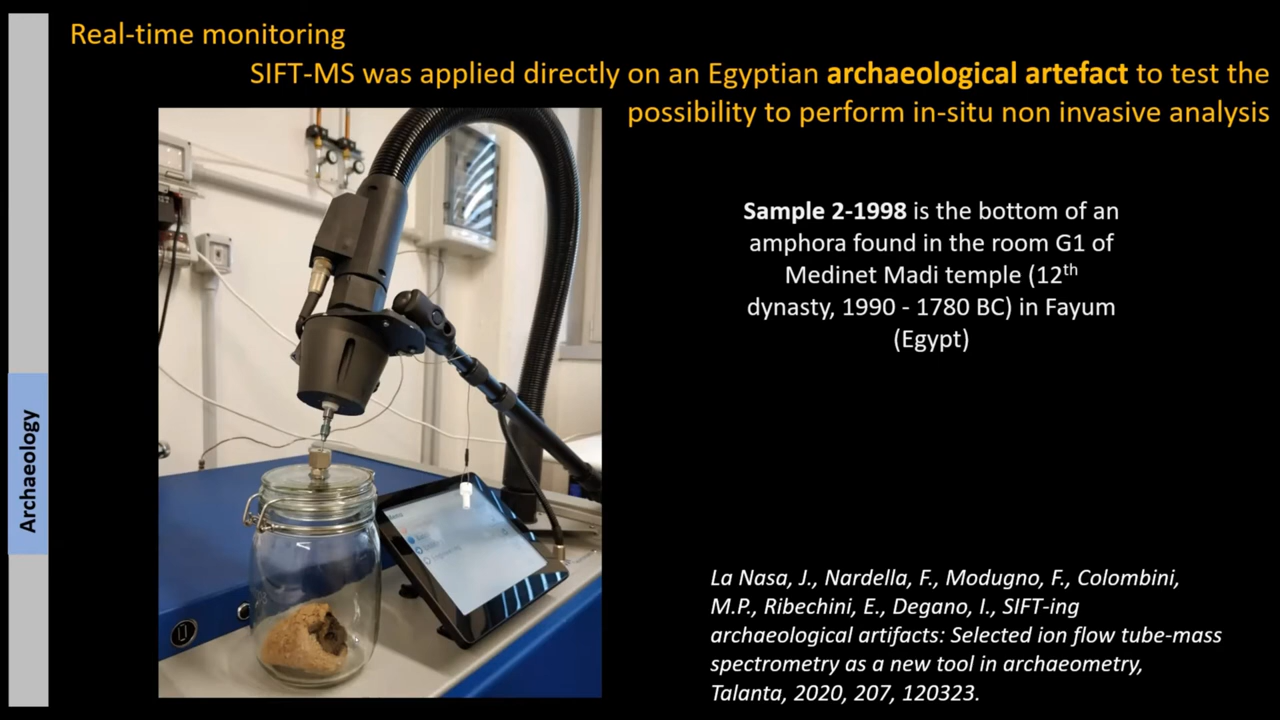 Real-time monitoring
SIFT-MS was applied directly on an Egyptian archaeological artefact to test the
possibility to perform in-situ non invasive analysis
Sample 2-1998 is the bottom of an
amphora found in the room G1 of
Medinet Madi temple (12th
dynasty, 1990 - 1780 BC) in Fayum
(Egypt)
Archaeology
La Nasa, J., Nardella, F., Modugno, F., Colombini,
M.P., Ribechini, E., Degano, I., SIFT-ing
archaeological artifacts: Selected ion flow tube-mass
spectrometry as a new tool in archaeometry,
Talanta, 2020, 207, 120323.